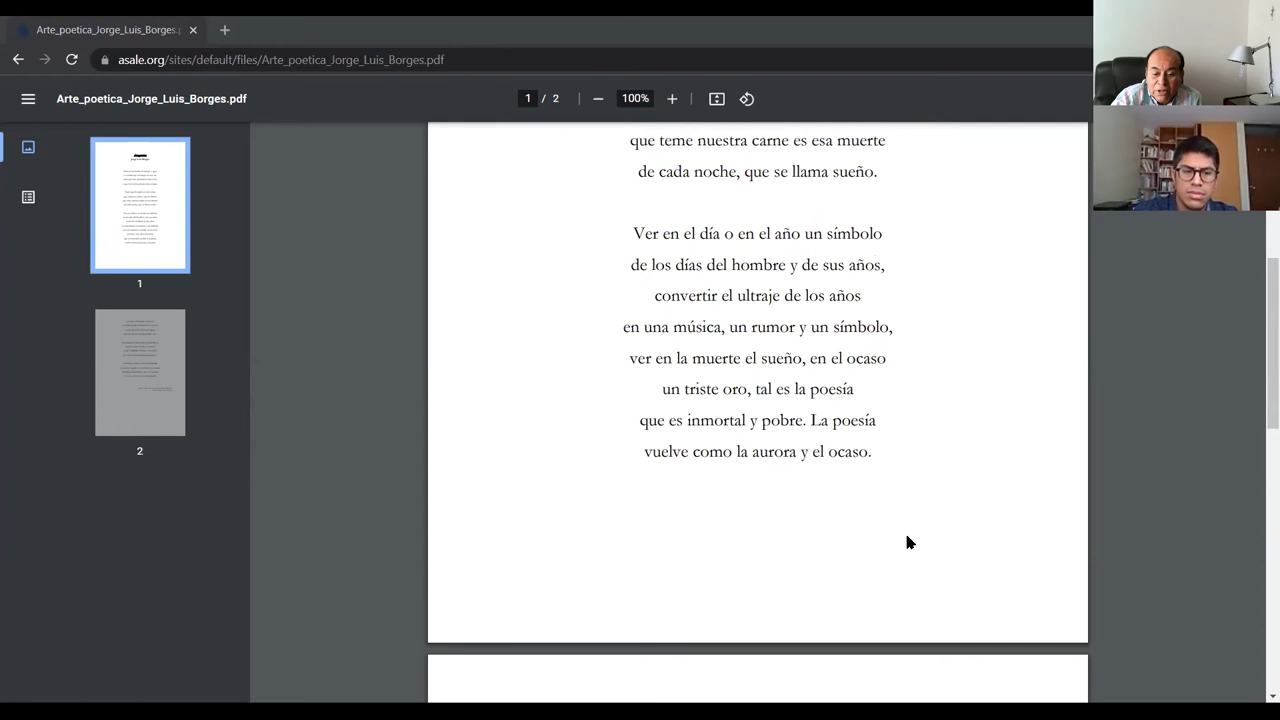 Arte_poetica_Jorge_Luis_Borges.p
asale.org/sites/default/files/Arte_poetica_Jorge_Luis_Borges.pdf
Arte_poetica_Jorge_Luis_Borges.pdf
1 / 2
100%
que teme nuestra carne es esa muerte
de cada noche, que se llama sueño.
Ver en el día o en el año un símbolo
de los días del hombre y de sus años,
convertir el ultraje de los años
en una música, un rumor y un símbolo,
ver en la muerte el sueño, en el ocaso
un triste oro, tal es la poesía
que es inmortal y pobre. La poesía
vuelve como la aurora y el ocaso.
1
2